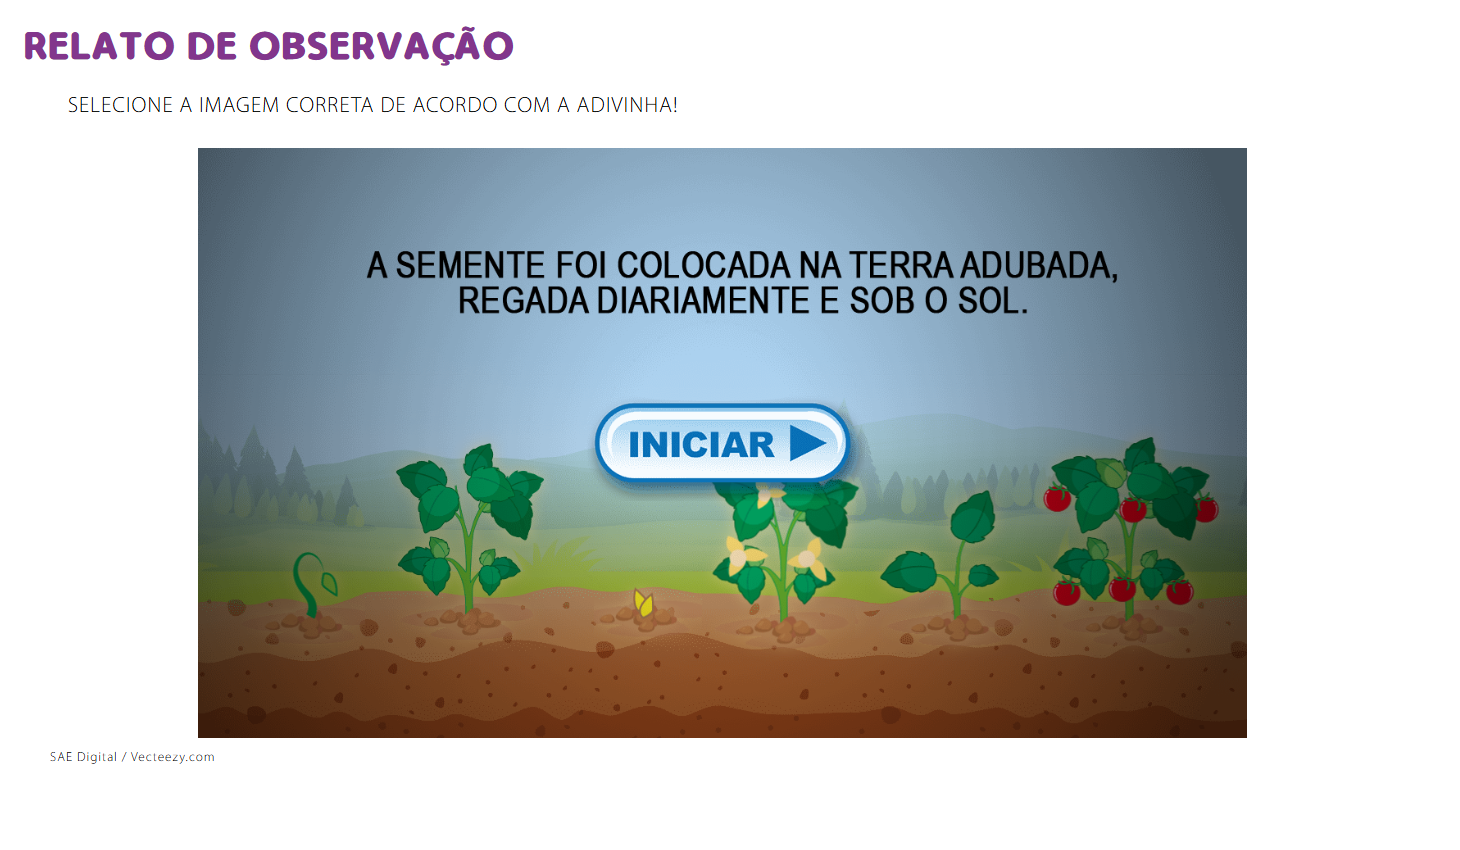 RELATO DE OBSERVAÇÃO
SELECIONE A IMAGEM CORRETA DE ACORDO COM A ADIVINHA!
A SEMENTE FOI COLOCADA NA TERRA ADUBADA,
REGADA DIARIAMENTE E SOB O SOL.
INICIAR
SAE Digital / Vecteezy.com